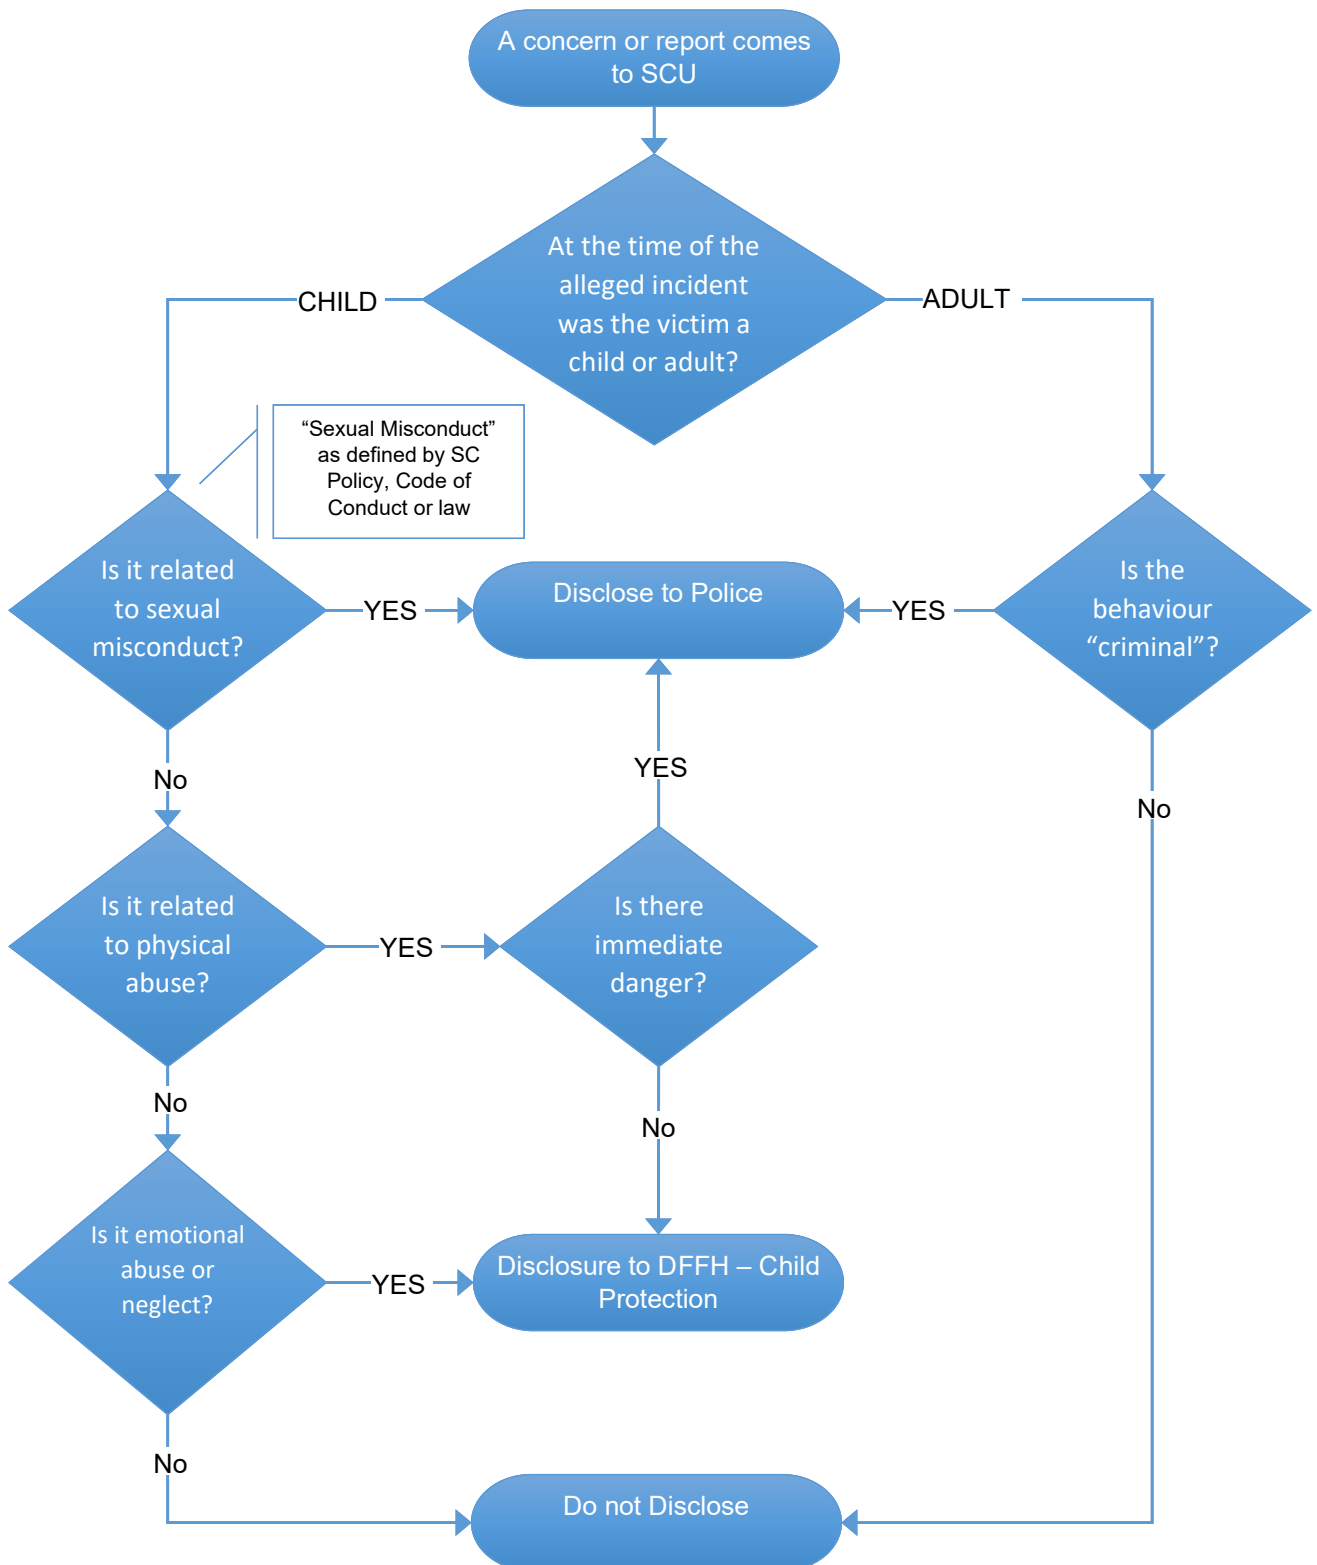 A concern or report comes
to SCU
At the time of the
alleged incident
was the victim a
child or adult?
CHILD
ADULT
“Sexual Misconduct”
as defined by SC
Policy, Code of
Conduct or law
Is it related
to sexual
misconduct?
YES
Disclose to Police
YES
Is the
behaviour
“criminal”?
No
YES
No
Is it related
to physical
abuse?
YES
Is there
immediate
danger?
No
No
Is it emotional
abuse or
neglect?
YES
Disclosure to DFFH – Child
Protection
No
Do not Disclose